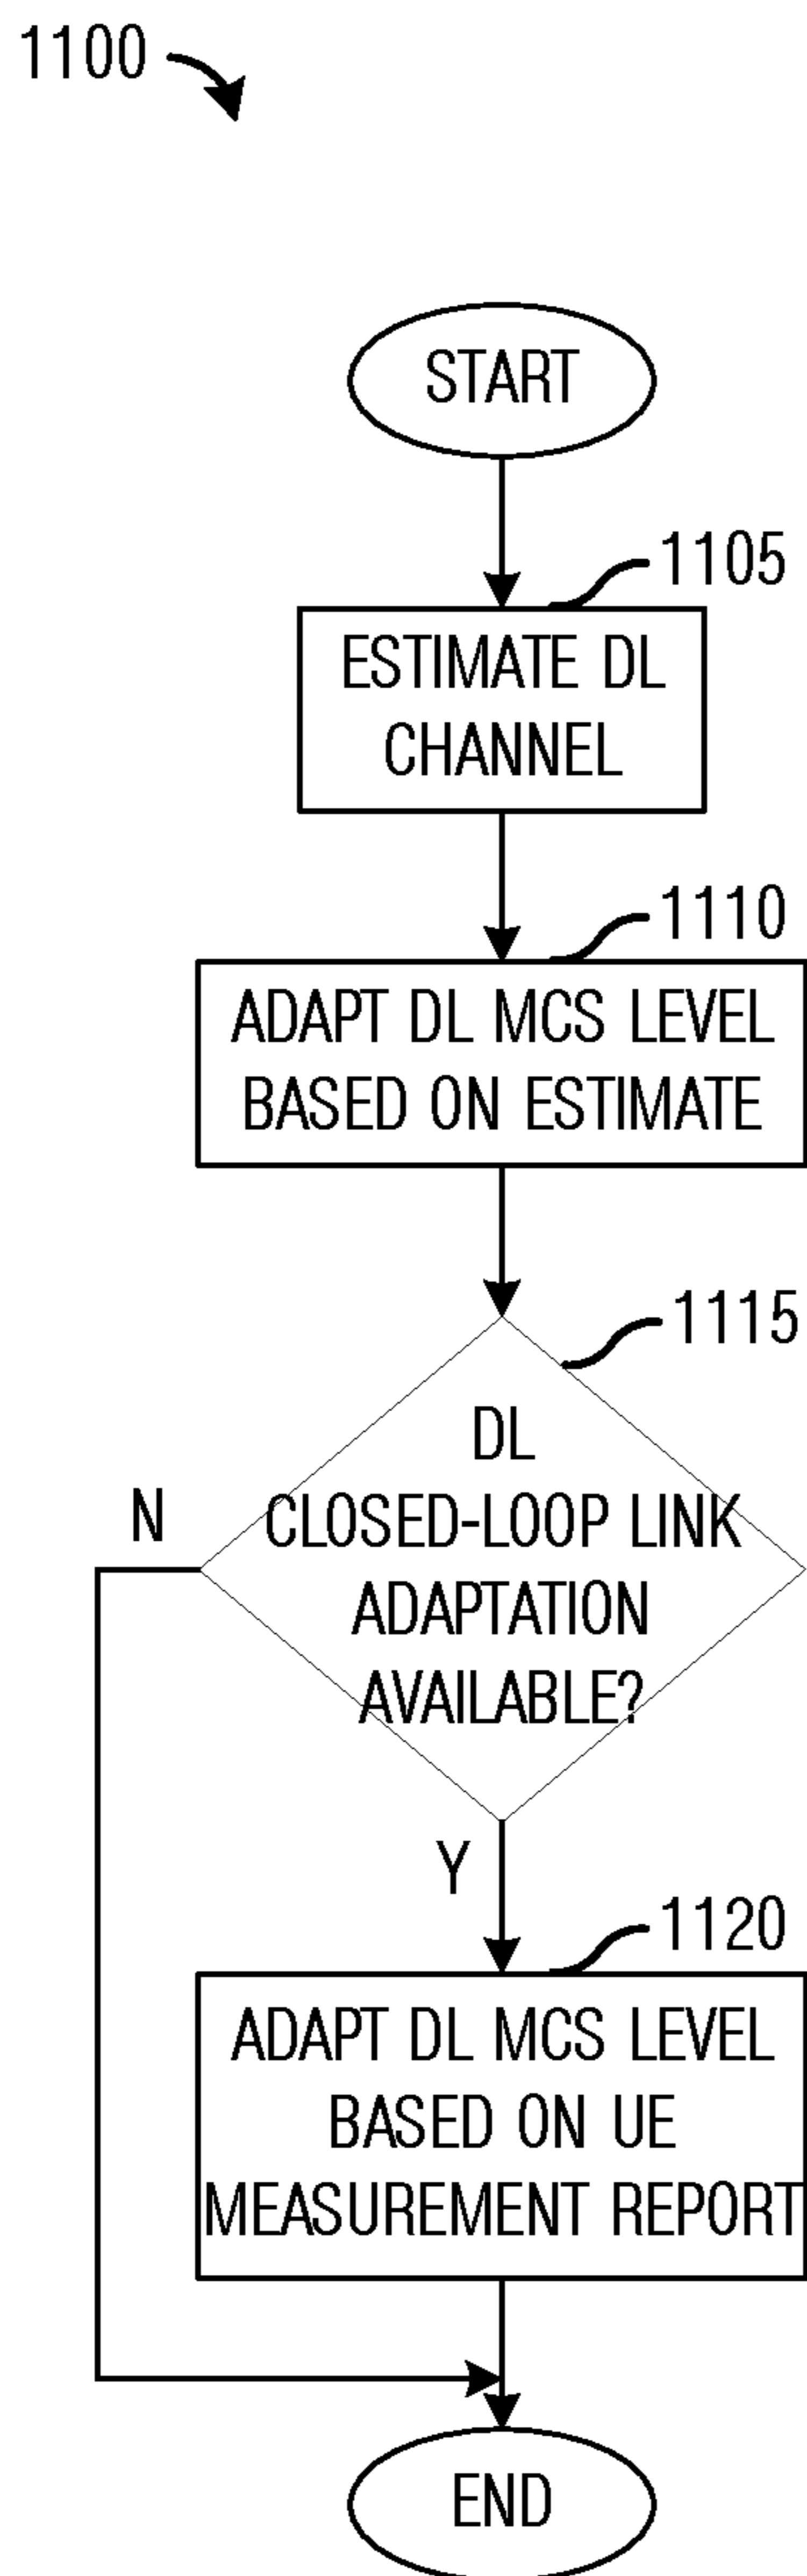 1100
START
1105
ESTIMATE DL
CHANNEL
1110
ADAPT DL MCS LEVEL
BASED ON ESTIMATE
1115
DL
CLOSED-LOOP LINK
ADAPTATION
AVAILABLE?
N
Y
1120
ADAPT DL MCS LEVEL
BASED ON UE
MEASUREMENT REPORT
END